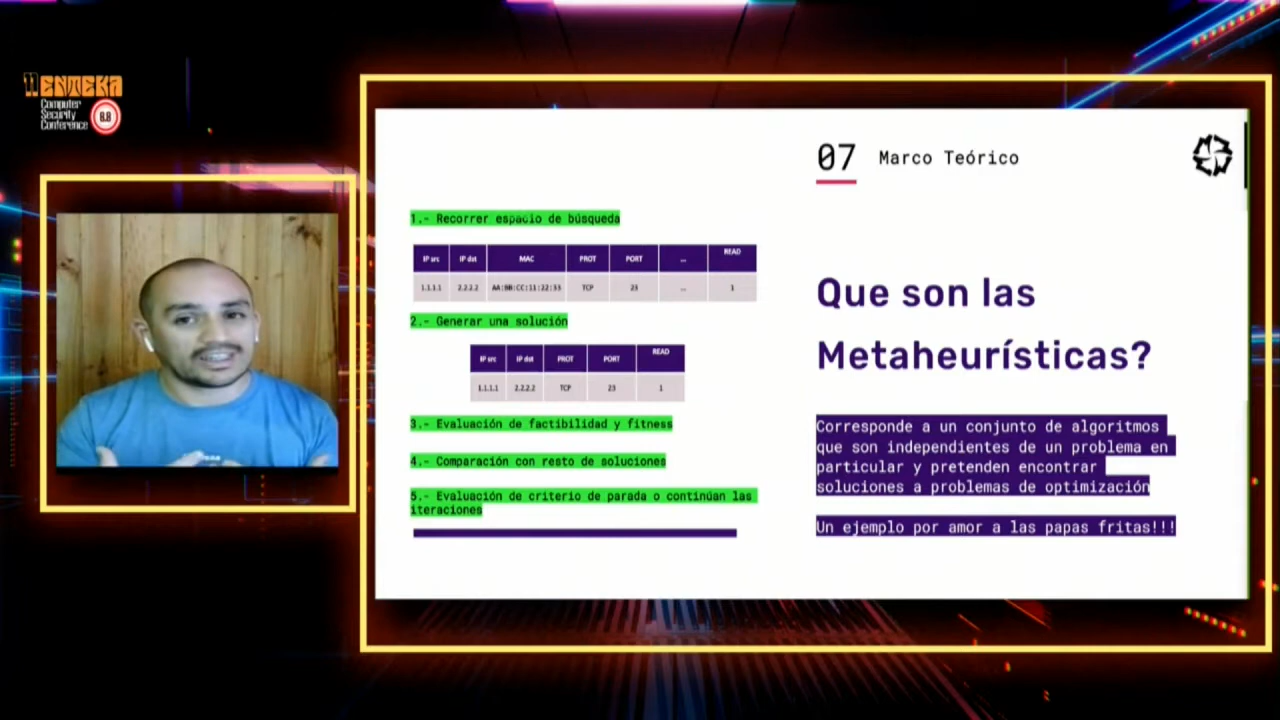 11ENTEKA
Computer
Security
Conference
8.8
07 Marco Teórico
1.- Recorrer espacio de búsqueda
IP src IP dst MAC PROT PORT ... READ
1.1.1.1 2.2.2.2 AA:BB:CC:11:22:33 TCP 23 ... 1
2.- Generar una solución
IP src IP dst PROT PORT READ
1.1.1.1 2.2.2.2 TCP 23 1
3.- Evaluación de factibilidad y fitness
4.- Comparación con resto de soluciones
5.- Evaluación de criterio de parada o continúan las
iteraciones
Que son las
Metaheurísticas?
Corresponde a un conjunto de algoritmos
que son independientes de un problema en
particular y pretenden encontrar
soluciones a problemas de optimización
Un ejemplo por amor a las papas fritas!!!